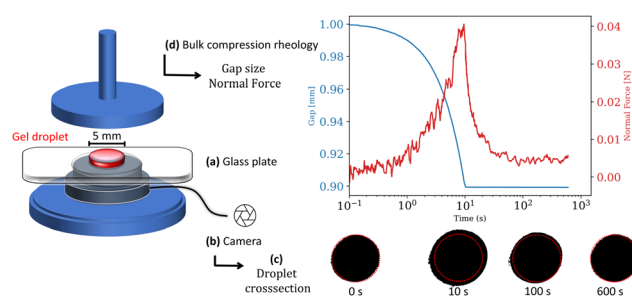 (d) Bulk compression rheology
Gap size
Normal Force
Gel droplet
5 mm
(a) Glass plate
(b) Camera
(c)
Droplet
crosssection
1.00
0.98
0.96
0.94
0.92
0.90
Gap [mm]
0.04
0.03
0.02
0.01
0.00
Normal Force [N]
10⁻¹ 10⁰ 10¹ 10² 10³
Time (s)
0 s 10 s 100 s 600 s